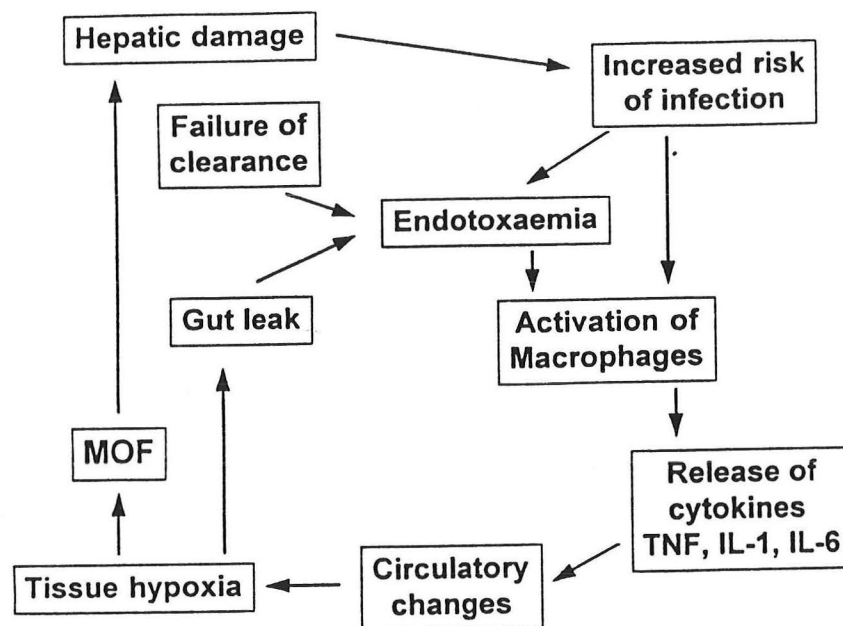 Hepatic damage
Increased risk
of infection
Failure of
clearance
Endotoxaemia
Gut leak
Activation of
Macrophages
MOF
Release of
cytokines
TNF, IL-1, IL-6
Tissue hypoxia
Circulatory
changes